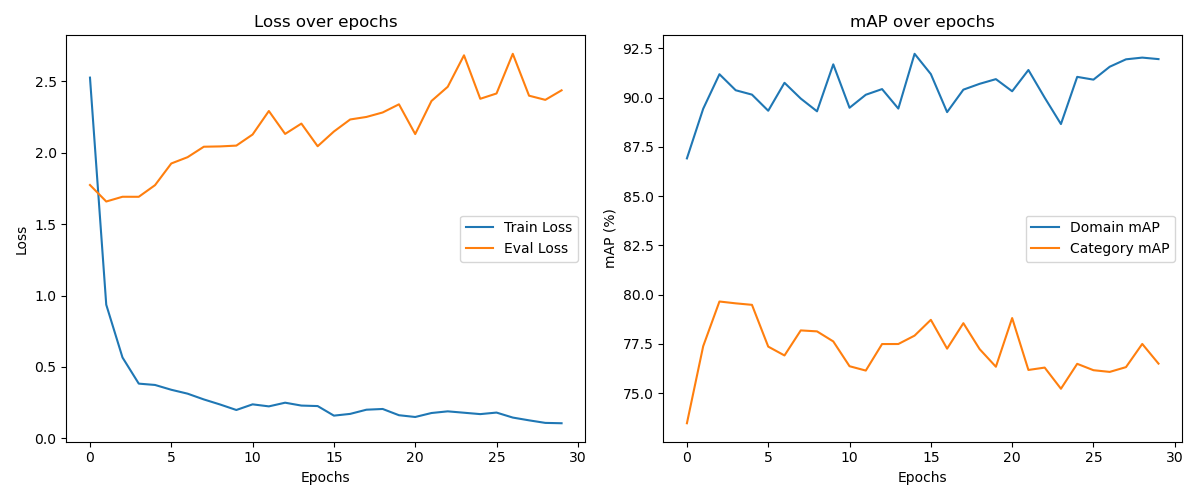 Loss over epochs
2.5
2.0
1.5
1.0
0.5
0.0
Loss
Train Loss
Eval Loss
0 5 10 15 20 25 30
Epochs
mAP over epochs
92.5
90.0
87.5
85.0
82.5
80.0
77.5
75.0
mAP (%)
Domain mAP
Category mAP
0 5 10 15 20 25 30
Epochs